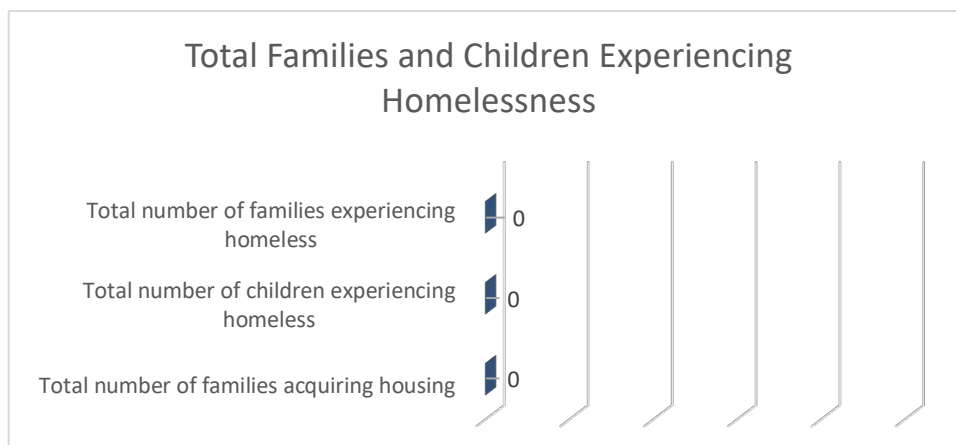 Total Families and Children Experiencing
Homelessness
Total number of families experiencing
homeless
0
Total number of children experiencing
homeless
0
Total number of families acquiring housing
0